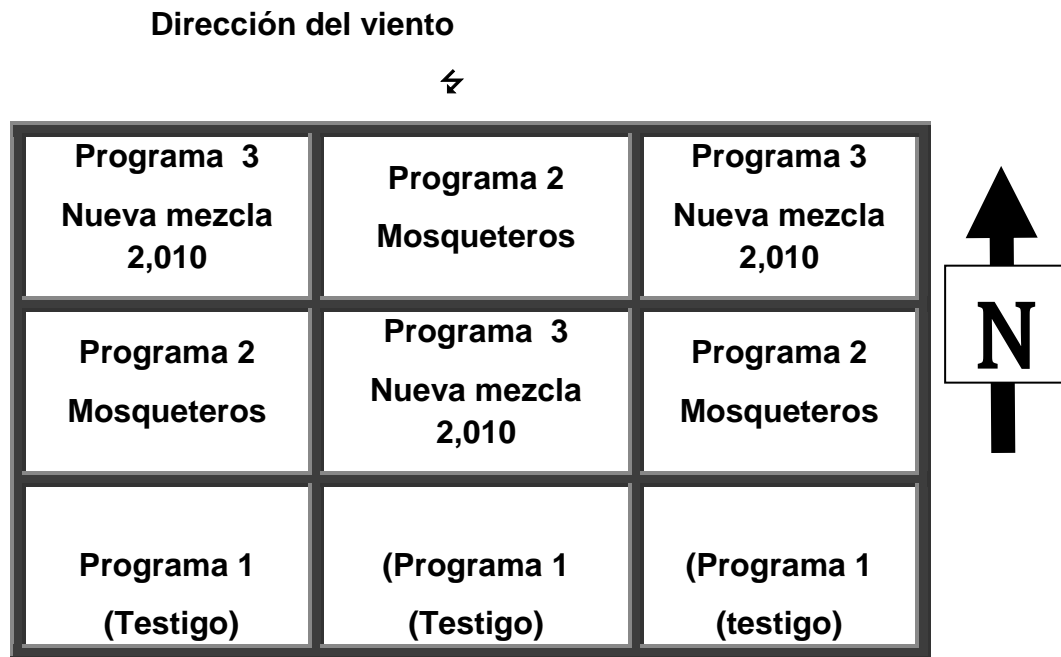 Dirección del viento
Programa 3
Nueva mezcla
2,010
Programa 2
Mosqueteros
Programa 3
Nueva mezcla
2,010
Programa 2
Mosqueteros
Programa 3
Nueva mezcla
2,010
Programa 2
Mosqueteros
Programa 1
(Testigo)
(Programa 1
(Testigo)
(Programa 1
(testigo)
N